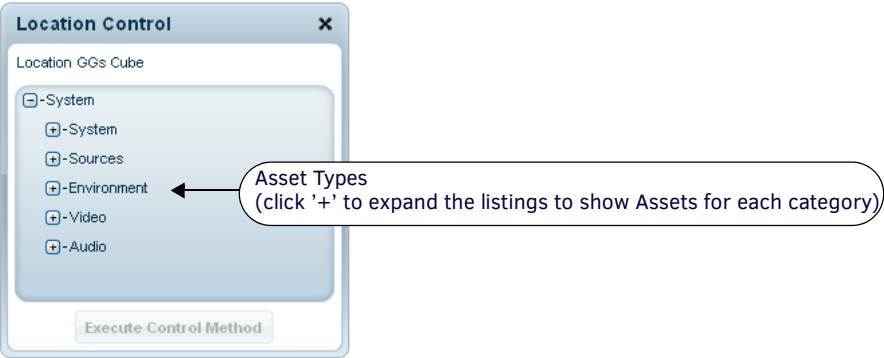 Location Control
Location GGs Cube
-System
-System
-Sources
-Environment
-Video
-Audio
Asset Types
(click '+' to expand the listings to show Assets for each category)
Execute Control Method